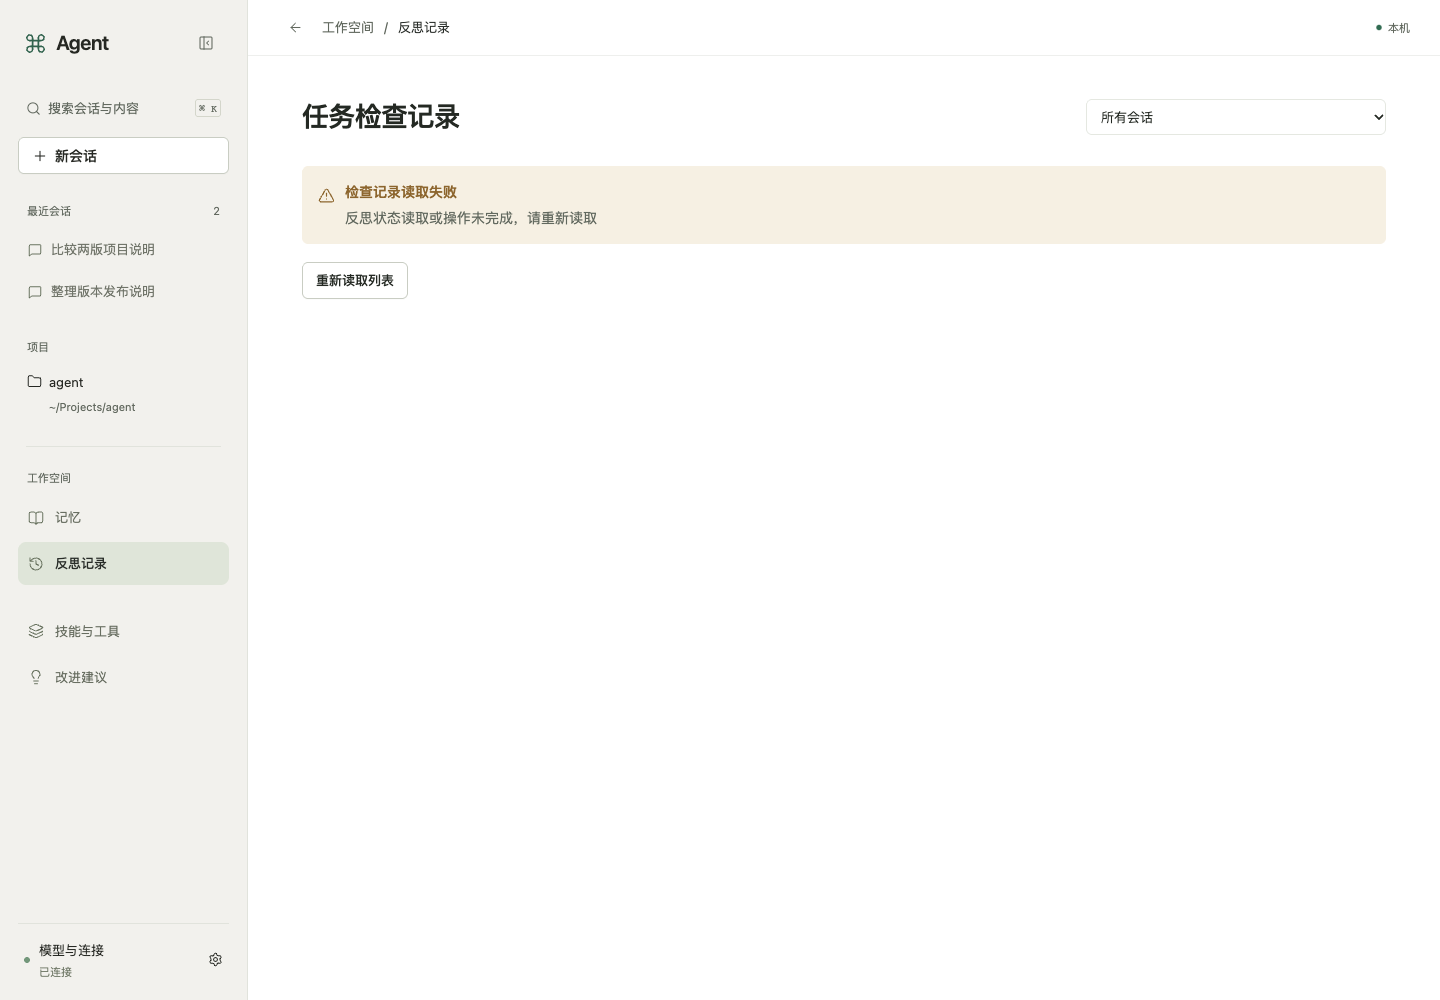 Agent
搜索会话与内容
⌘ K
新会话
最近会话 2
比较两版项目说明
整理版本发布说明
项目
agent
~/Projects/agent
工作空间
记忆
反思记录
技能与工具
改进建议
模型与连接
已连接
工作空间 / 反思记录
本机
任务检查记录
所有会话
检查记录读取失败
反思状态读取或操作未完成，请重新读取
重新读取列表